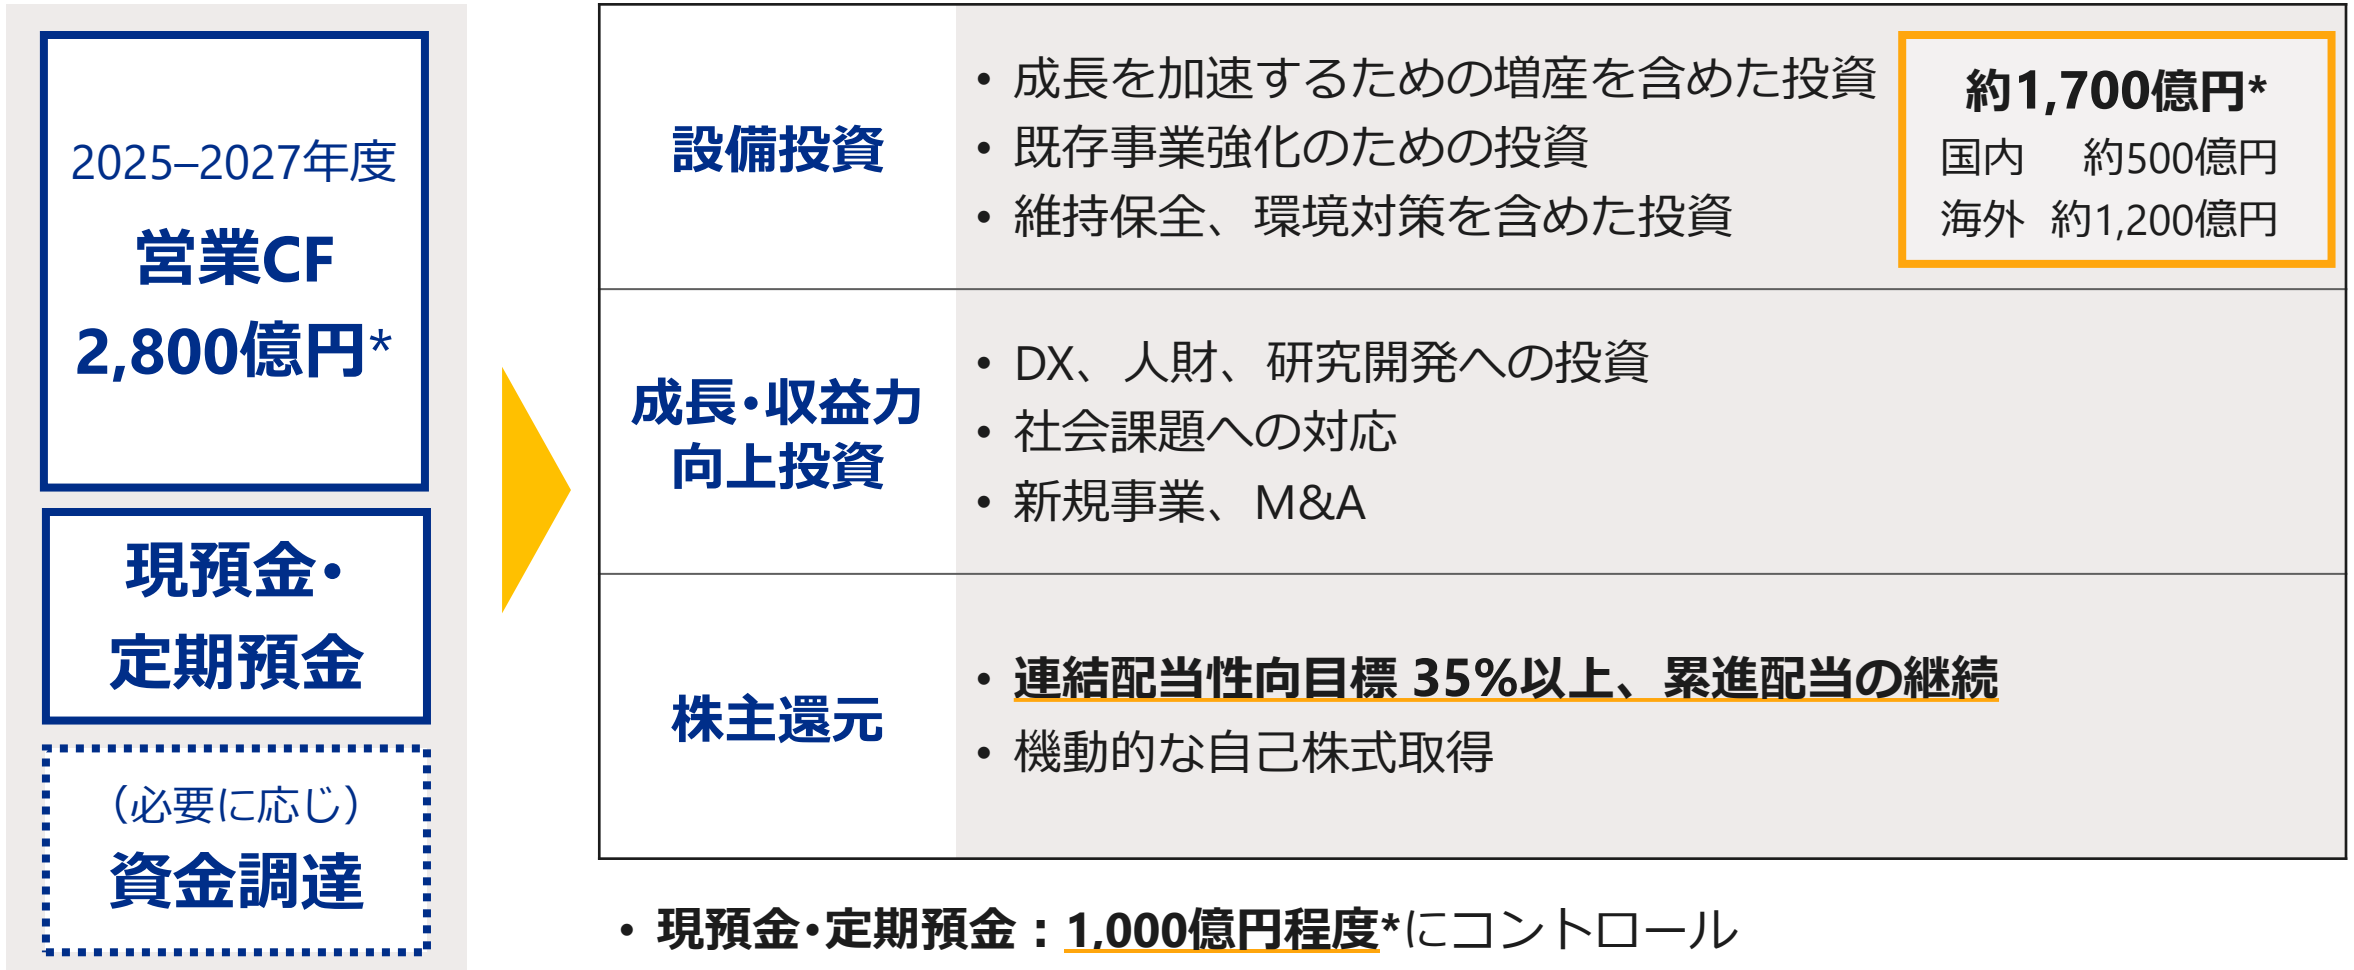 2025–2027年度
営業CF
2,800億円*
現預金・
定期預金
（必要に応じ）
資金調達
設備投資
• 成長を加速するための増産を含めた投資
• 既存事業強化のための投資
• 維持保全、環境対策を含めた投資
約1,700億円*
国内 約500億円
海外 約1,200億円
成長・収益力
向上投資
• DX、人財、研究開発への投資
• 社会課題への対応
• 新規事業、M&A
株主還元
• 連結配当性向目標 35%以上、累進配当の継続
• 機動的な自己株式取得
• 現預金・定期預金：1,000億円程度*にコントロール